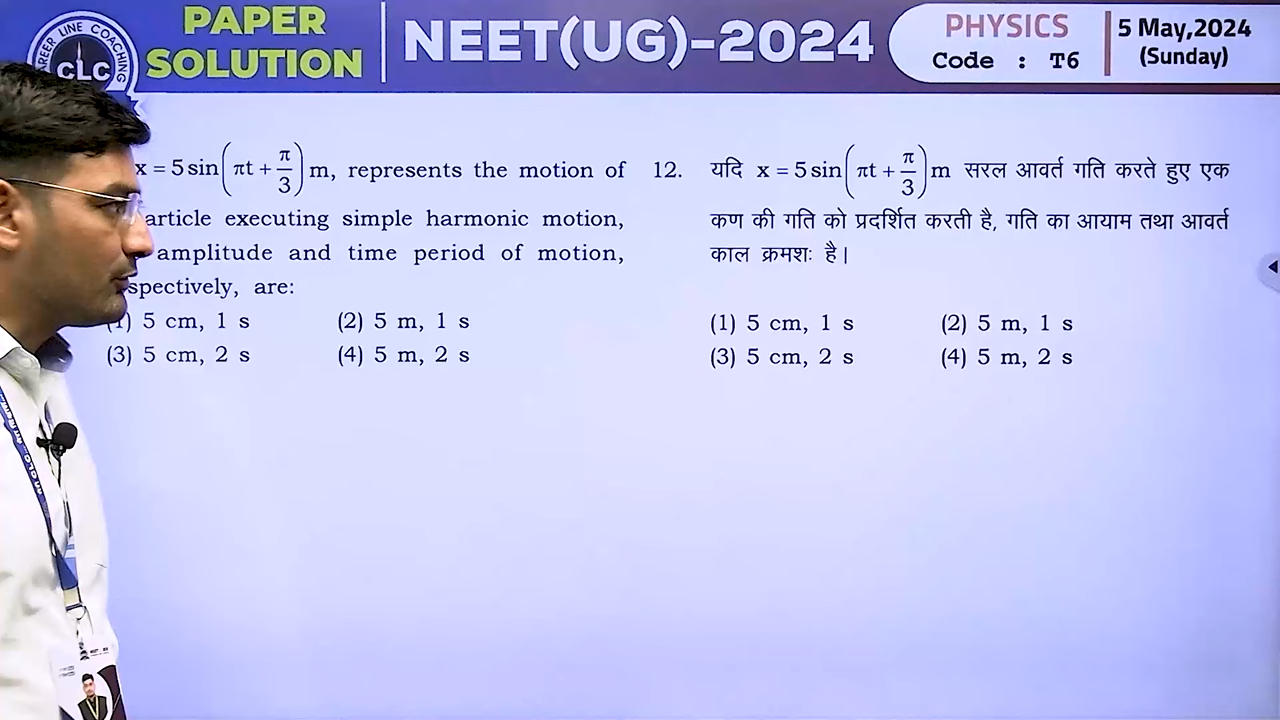 PAPER
SOLUTION
NEET(UG)-2024
PHYSICS
Code : T6
5 May,2024
(Sunday)
CAREER LINE COACHING
CLC
x = 5 sin(πt + π/3) m, represents the motion of
article executing simple harmonic motion,
amplitude and time period of motion,
spectively, are:
(1) 5 cm, 1 s (2) 5 m, 1 s
(3) 5 cm, 2 s (4) 5 m, 2 s
12. यदि x = 5 sin(πt + π/3) m सरल आवर्त गति करते हुए एक
कण की गति को प्रदर्शित करती है, गति का आयाम तथा आवर्त
काल क्रमशः है।
(1) 5 cm, 1 s (2) 5 m, 1 s
(3) 5 cm, 2 s (4) 5 m, 2 s